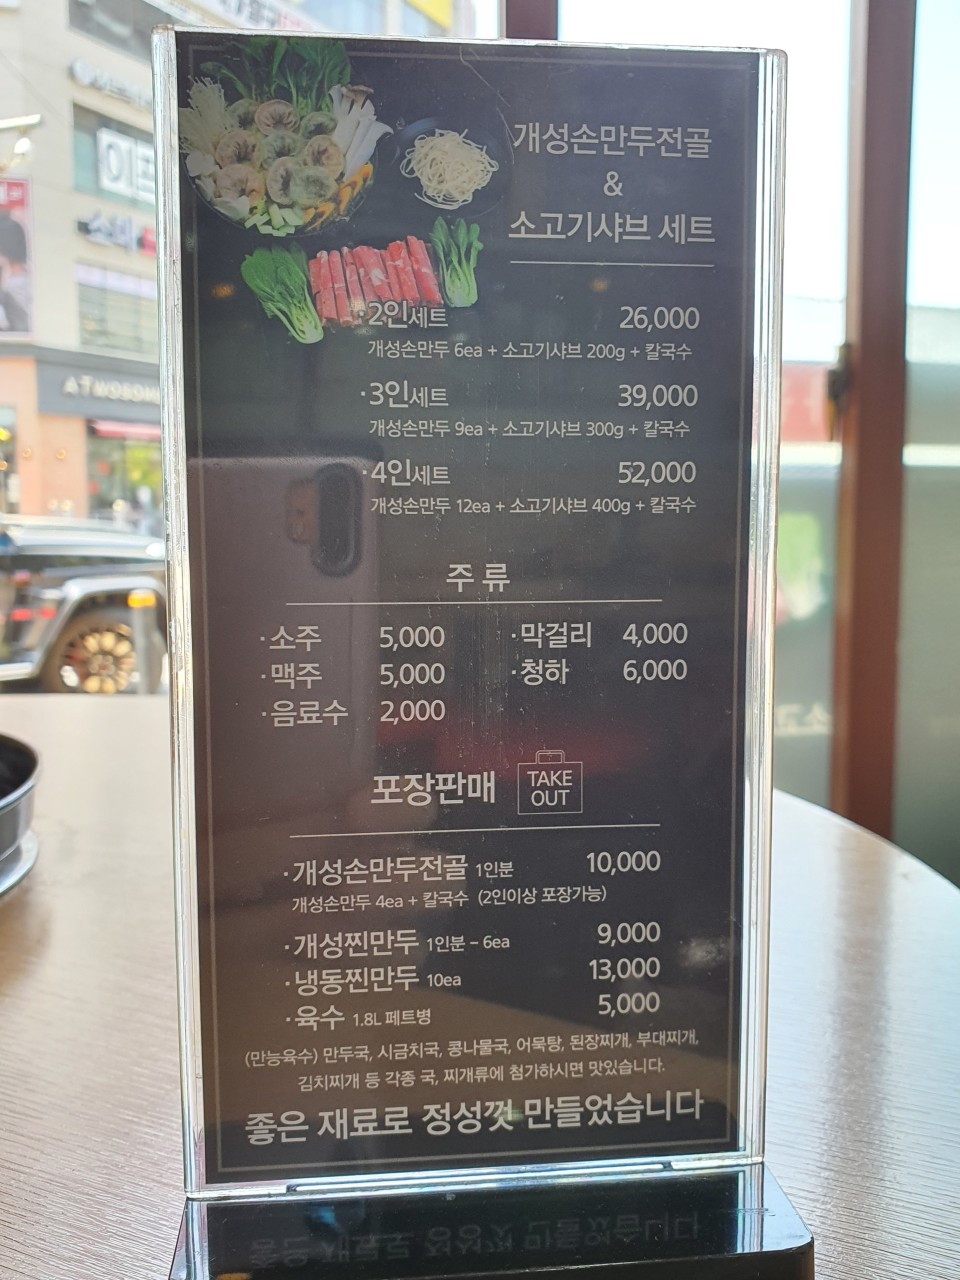 개성손만두전골
&
소고기샤브 세트
·2인세트 26,000
개성손만두 6ea + 소고기샤브 200g + 칼국수
·3인세트 39,000
개성손만두 9ea + 소고기샤브 300g + 칼국수
·4인세트 52,000
개성손만두 12ea + 소고기샤브 400g + 칼국수
주 류
·소주 5,000 ·막걸리 4,000
·맥주 5,000 ·청하 6,000
·음료수 2,000
포장판매 TAKE OUT
·개성손만두전골 1인분 10,000
개성손만두 4ea + 칼국수 (2인이상 포장가능)
·개성찐만두 1인분 – 6ea 9,000
·냉동찐만두 10ea 13,000
·육수 1.8L 페트병 5,000
(만능육수) 만두국, 시금치국, 콩나물국, 어묵탕, 된장찌개, 부대찌개,
김치찌개 등 각종 국, 찌개류에 첨가하시면 맛있습니다.
좋은 재료로 정성껏 만들었습니다